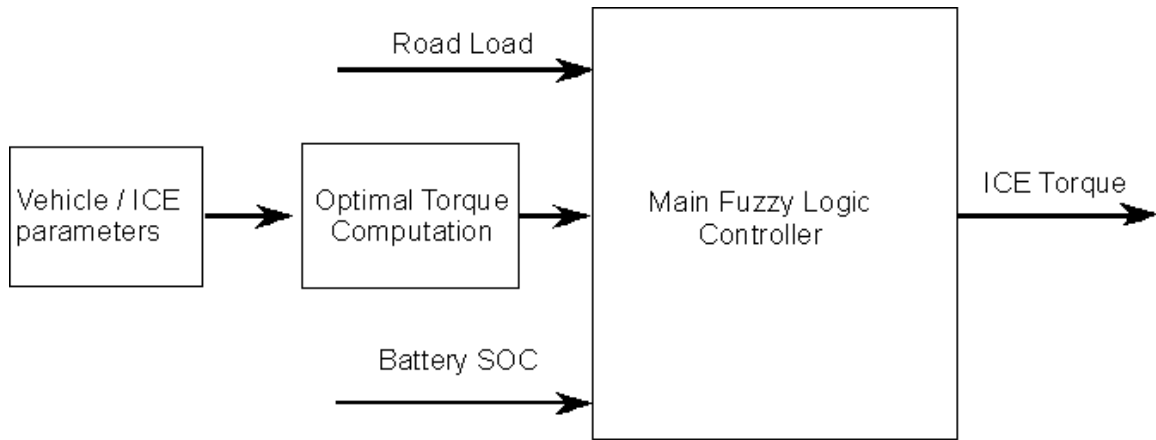 Road Load
Vehicle / ICE
parameters
Optimal Torque
Computation
Main Fuzzy Logic
Controller
ICE Torque
Battery SOC